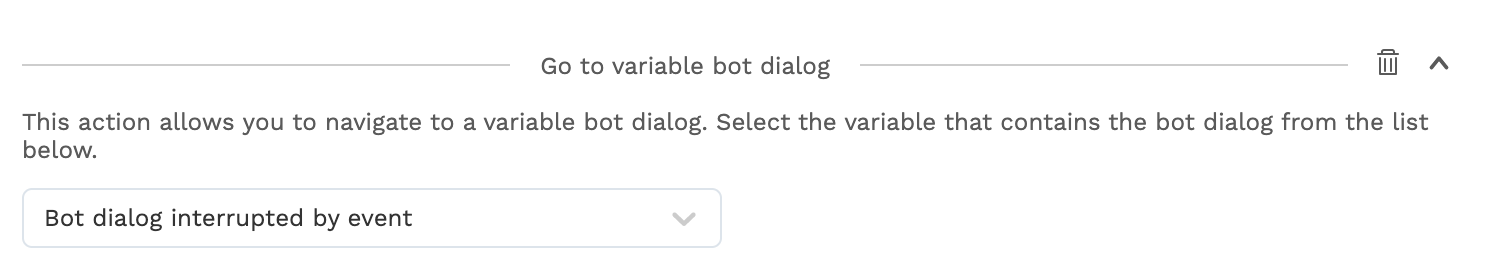 Go to variable bot dialog
This action allows you to navigate to a variable bot dialog. Select the variable that contains the bot dialog from the list
below.
Bot dialog interrupted by event